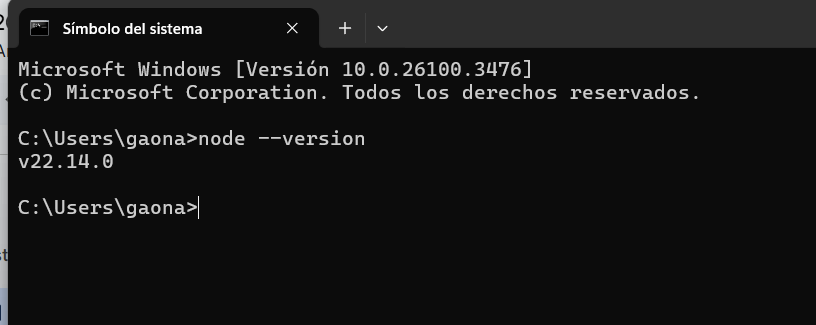 Símbolo del sistema
Microsoft Windows [Versión 10.0.26100.3476]
(c) Microsoft Corporation. Todos los derechos reservados.
C:\Users\gaona>node --version
v22.14.0
C:\Users\gaona>